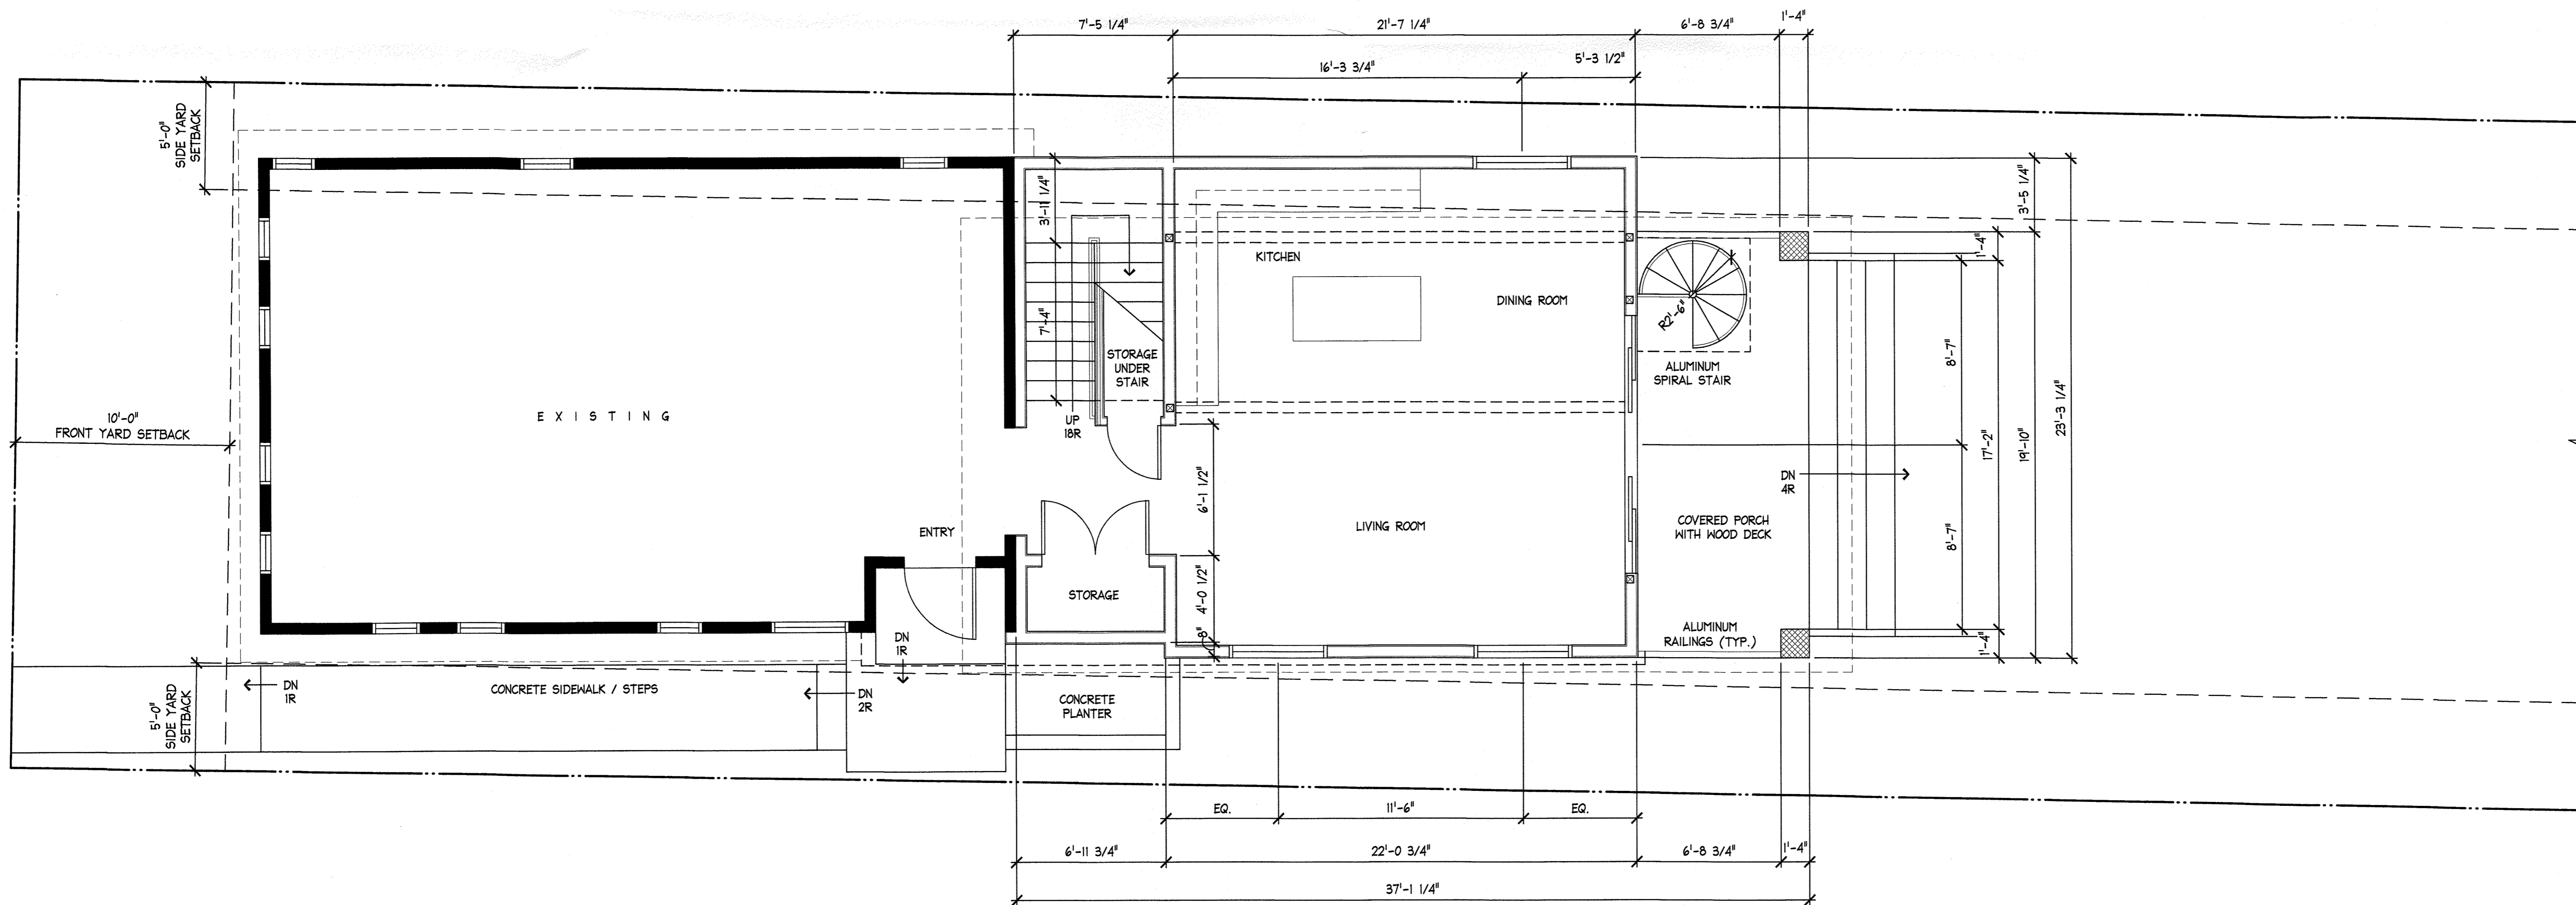 7'-5 1/4"
21'-7 1/4"
6'-8 3/4"
1'-4"
16'-3 3/4"
5'-3 1/2"
5'-0"
SIDE YARD
SETBACK
3'-11 1/4"
3'-5 1/4"
KITCHEN
1'-4"
DINING ROOM
R2'-6"
7'-4"
STORAGE
UNDER
STAIR
8'-7"
ALUMINUM
SPIRAL STAIR
23'-3 1/4"
10'-0"
FRONT YARD SETBACK
E X I S T I N G
UP
18R
17'-2"
19'-10"
DN
4R
6'-1 1/2"
ENTRY
LIVING ROOM
COVERED PORCH
WITH WOOD DECK
8'-7"
4'-0 1/2"
STORAGE
8"
DN
1R
ALUMINUM
RAILINGS (TYP.)
1'-4"
DN
1R
CONCRETE SIDEWALK / STEPS
DN
2R
CONCRETE
PLANTER
5'-0"
SIDE YARD
SETBACK
EQ.
11'-6"
EQ.
6'-11 3/4"
22'-0 3/4"
6'-8 3/4"
1'-4"
37'-1 1/4"